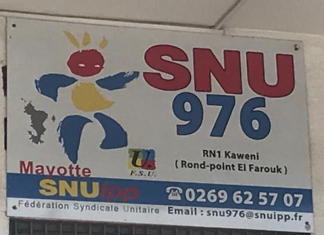 SNU
976
RN1 Kaweni
( Rond-point El Farouk )
F.S.U.
Mayotte
SNUipp
☎ 0269 62 57 07
Fédération Syndicale Unitaire
Email : snu976@snuipp.fr